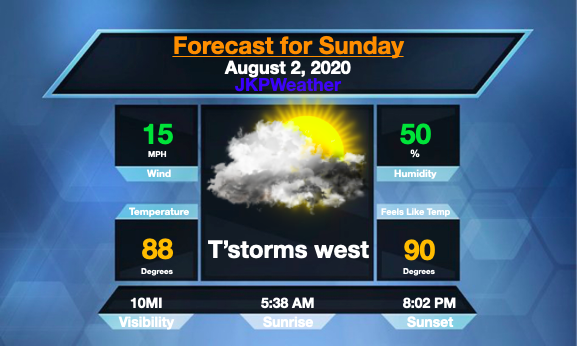 Forecast for Sunday
August 2, 2020
JKPWeather
15
MPH
Wind
50
%
Humidity
Temperature
88
Degrees
T'storms west
Feels Like Temp
90
Degrees
10MI
Visibility
5:38 AM
Sunrise
8:02 PM
Sunset